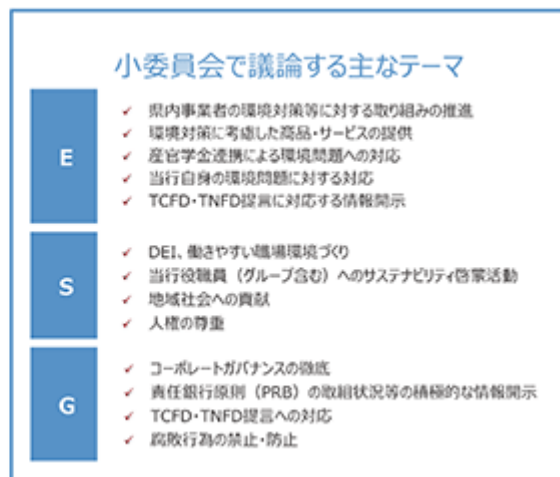 小委員会で議論する主なテーマ
E
✓ 県内事業者の環境対策等に対する取り組みの推進
✓ 環境対策に考慮した商品・サービスの提供
✓ 産官学金連携による環境問題への対応
✓ 当行自身の環境問題に対する対応
✓ TCFD・TNFD提言に対応する情報開示
S
✓ DEI、働きやすい職場環境づくり
✓ 当行役職員（グループ含む）へのサステナビリティ啓蒙活動
✓ 地域社会への貢献
✓ 人権の尊重
G
✓ コーポレートガバナンスの徹底
✓ 責任銀行原則（PRB）の取組状況等の積極的な情報開示
✓ TCFD・TNFD提言への対応
✓ 腐敗行為の禁止・防止